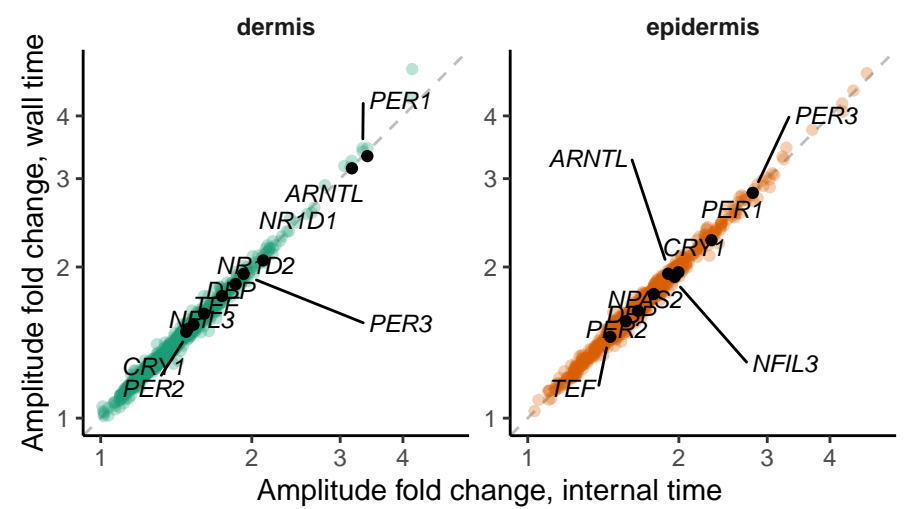 dermis
epidermis
Amplitude fold change, wall time
4
3
2
1
PER1
ARNTL
NR1D1
NR1D2
DBP
TEF
NFIL3
PER3
CRY1
PER2
1
2
3
4
4
3
2
1
PER3
ARNTL
PER1
CRY1
NPAS2
DBP
PER2
NFIL3
TEF
1
2
3
4
Amplitude fold change, internal time